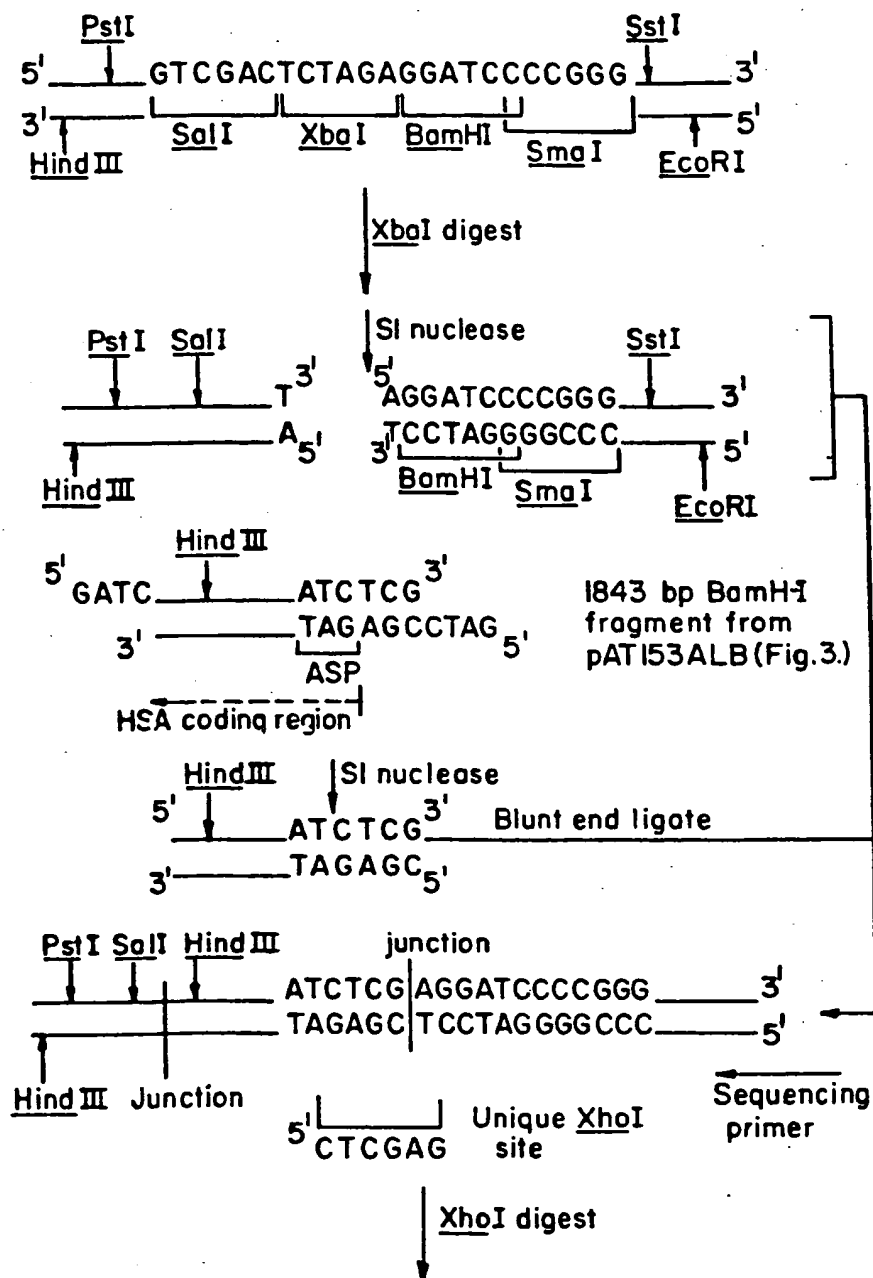 PstI SstI
5' GTCGACTCTAGAGGATCCCCGGG 3'
3' 5'
SalI XbaI BamHI
HindIII SmaI EcoRI
XbaI digest
SI nuclease
PstI SalI SstI
T 3' 5' AGGATCCCCGGG 3'
A 5' 3' TCCTAGGGGCCC 5'
HindIII BamHI SmaI EcoRI
HindIII
5' GATC ATCTCG 3'
3' TAGAGCCTAG 5'
ASP
HSA coding region
1843 bp BamH-I
fragment from
pAT153ALB (Fig.3.)
HindIII SI nuclease
5' ATCTCG 3' Blunt end ligate
3' TAGAGC 5'
PstI SalI HindIII junction
ATCTCG AGGATCCCCGGG 3'
TAGAGC TCCTAGGGGCCC 5'
HindIII Junction
Sequencing
primer
5' CTCGAG
Unique XhoI
site
XhoI digest